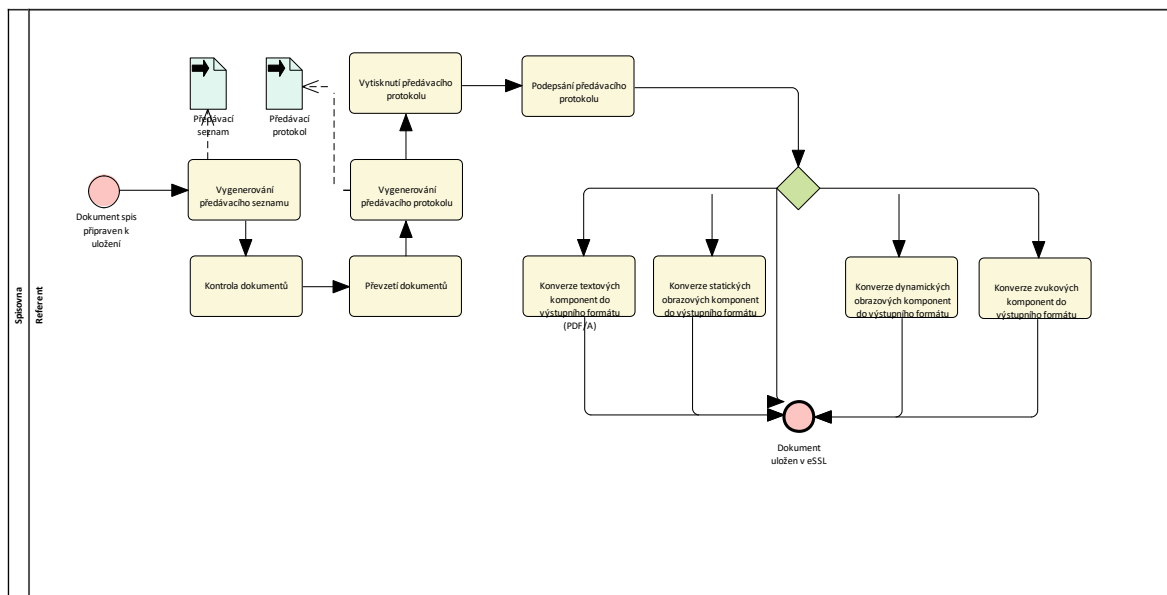 Spisovna
Referent
Předávací
seznam
Předávací
protokol
Vytisknutí předávacího
protokolu
Podepsání předávacího
protokolu
Dokument spis
připraven k
uložení
Vygenerování
předávacího seznamu
Vygenerování
předávacího protokolu
Kontrola dokumentů
Převzetí dokumentů
Konverze textových
komponent do
výstupního formátu
(PDF/A)
Konverze statických
obrazových komponent
do výstupního formátu
Konverze dynamických
obrazových komponent
do výstupního formátu
Konverze zvukových
komponent do
výstupního formátu
Dokument
uložen v eSSL